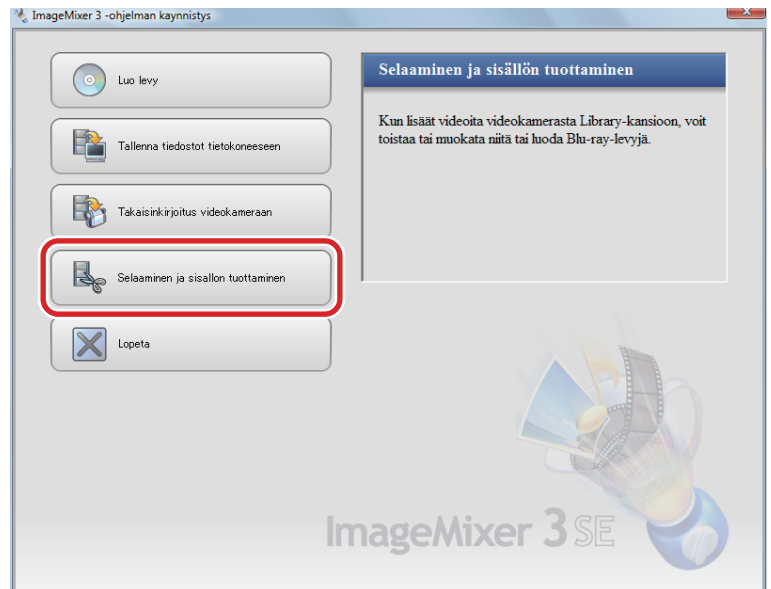 ImageMixer 3 -ohjelman kaynnistys
Luo levy
Tallenna tiedostot tietokoneeseen
Takaisinkirjoitus videokameraan
Selaaminen ja sisallon tuottaminen
Lopeta
Selaaminen ja sisällön tuottaminen
Kun lisäät videoita videokamerasta Library-kansioon, voit
toistaa tai muokata niitä tai luoda Blu-ray-levyjä.
ImageMixer 3 SE